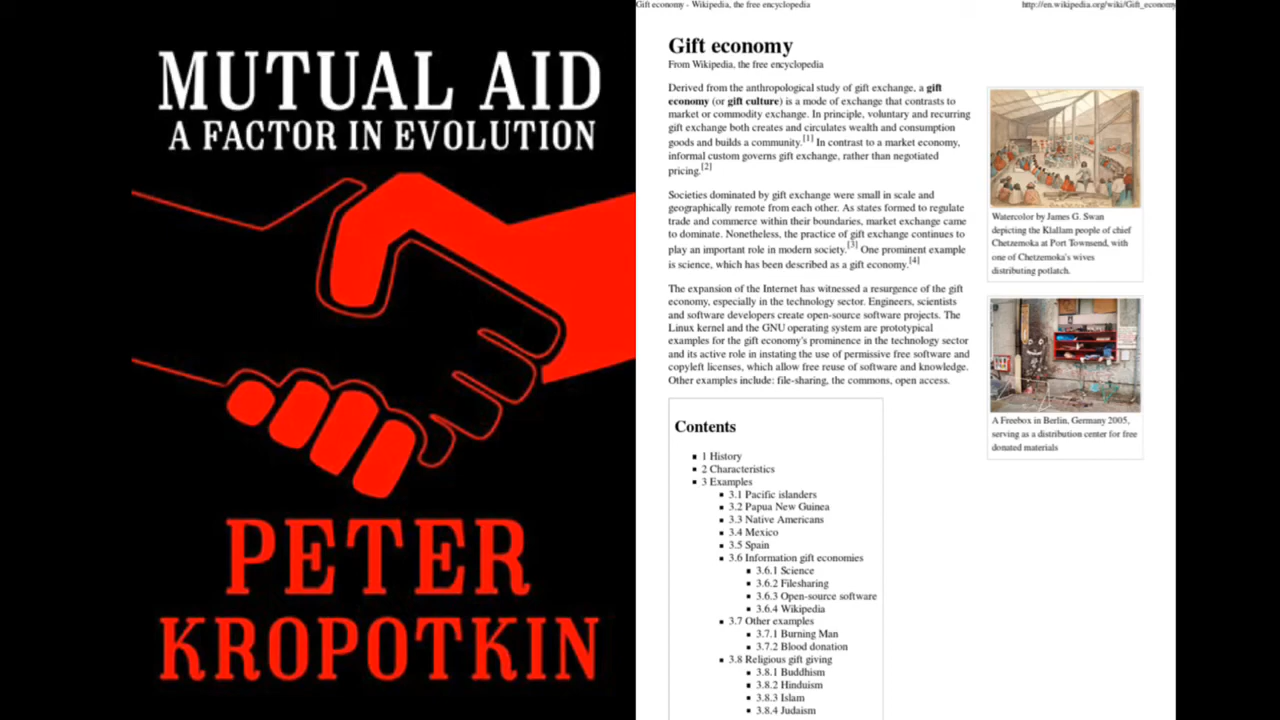 MUTUAL AID
A FACTOR IN EVOLUTION
PETER
KROPOTKIN
Gift economy - Wikipedia, the free encyclopedia
http://en.wikipedia.org/wiki/Gift_economy
Gift economy
From Wikipedia, the free encyclopedia
Derived from the anthropological study of gift exchange, a gift
economy (or gift culture) is a mode of exchange that contrasts to
market or commodity exchange. In principle, voluntary and recurring
gift exchange both creates and circulates wealth and consumption
goods and builds a community.[1] In contrast to a market economy,
informal custom governs gift exchange, rather than negotiated
pricing.[2]
Societies dominated by gift exchange were small in scale and
geographically remote from each other. As states formed to regulate
trade and commerce within their boundaries, market exchange came
to dominate. Nonetheless, the practice of gift exchange continues to
play an important role in modern society.[3] One prominent example
is science, which has been described as a gift economy.[4]
The expansion of the Internet has witnessed a resurgence of the gift
economy, especially in the technology sector. Engineers, scientists
and software developers create open-source software projects. The
Linux kernel and the GNU operating system are prototypical
examples for the gift economy's prominence in the technology sector
and its active role in instating the use of permissive free software and
copyleft licenses, which allow free reuse of software and knowledge.
Other examples include: file-sharing, the commons, open access.
Watercolor by James G. Swan
depicting the Klallam people of chief
Chetzemoka at Port Townsend, with
one of Chetzemoka's wives
distributing potlatch.
A Freebox in Berlin, Germany 2005,
serving as a distribution center for free
donated materials
Contents
1 History
2 Characteristics
3 Examples
3.1 Pacific islanders
3.2 Papua New Guinea
3.3 Native Americans
3.4 Mexico
3.5 Spain
3.6 Information gift economies
3.6.1 Science
3.6.2 Filesharing
3.6.3 Open-source software
3.6.4 Wikipedia
3.7 Other examples
3.7.1 Burning Man
3.7.2 Blood donation
3.8 Religious gift giving
3.8.1 Buddhism
3.8.2 Hinduism
3.8.3 Islam
3.8.4 Judaism